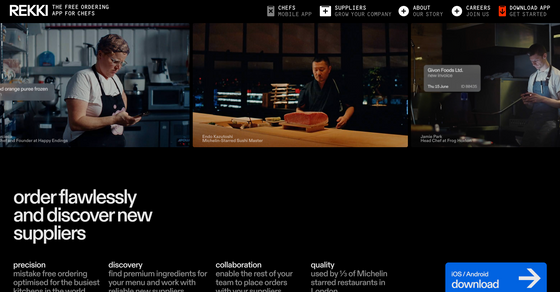 REKKI THE FREE ORDERING
APP FOR CHEFS
CHEFS
MOBILE APP
SUPPLIERS
GROW YOUR COMPANY
ABOUT
OUR STORY
CAREERS
JOIN US
DOWNLOAD APP
GET STARTED
orange puree frozen
and Founder at Happy Endings
Endo Kazutoshi
Michelin-Starred Sushi Master
Givon Foods Ltd.
new invoice
Thu 23 June
Jamie Park
Head Chef at Frog
order flawlessly
and discover new
suppliers
precision
mistake free ordering
optimised for the busiest
kitchens in the world
discovery
find premium ingredients for
your menu and work with
reliable new suppliers
collaboration
enable the rest of your
team to place orders
with your suppliers
quality
used by ⅓ of Michelin
starred restaurants in
London
iOS / Android
download